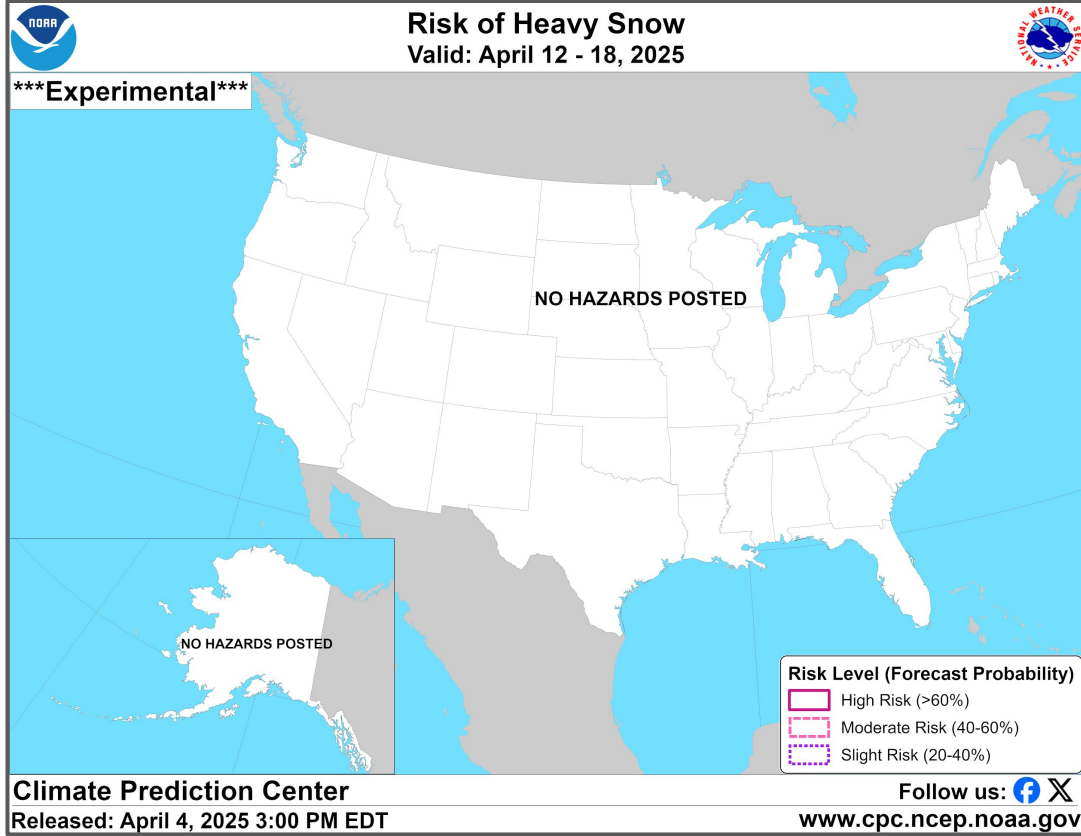 NOAA
Risk of Heavy Snow
Valid: April 12 - 18, 2025
NATIONAL WEATHER SERVICE
***Experimental***
NO HAZARDS POSTED
NO HAZARDS POSTED
Risk Level (Forecast Probability)
High Risk (>60%)
Moderate Risk (40-60%)
Slight Risk (20-40%)
Climate Prediction Center
Follow us:
Released: April 4, 2025 3:00 PM EDT
www.cpc.ncep.noaa.gov